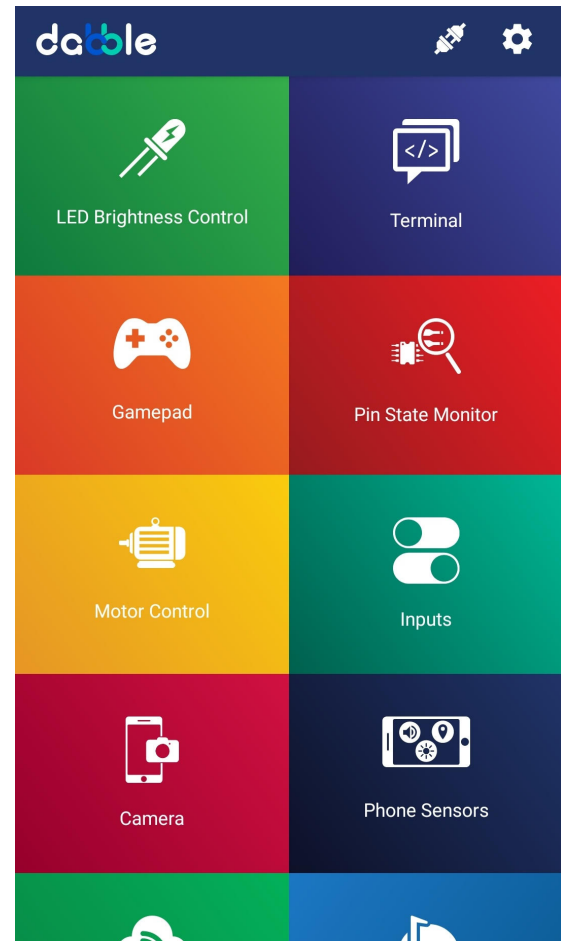 dabble
LED Brightness Control
</>
Terminal
Gamepad
Pin State Monitor
Motor Control
Inputs
Camera
Phone Sensors